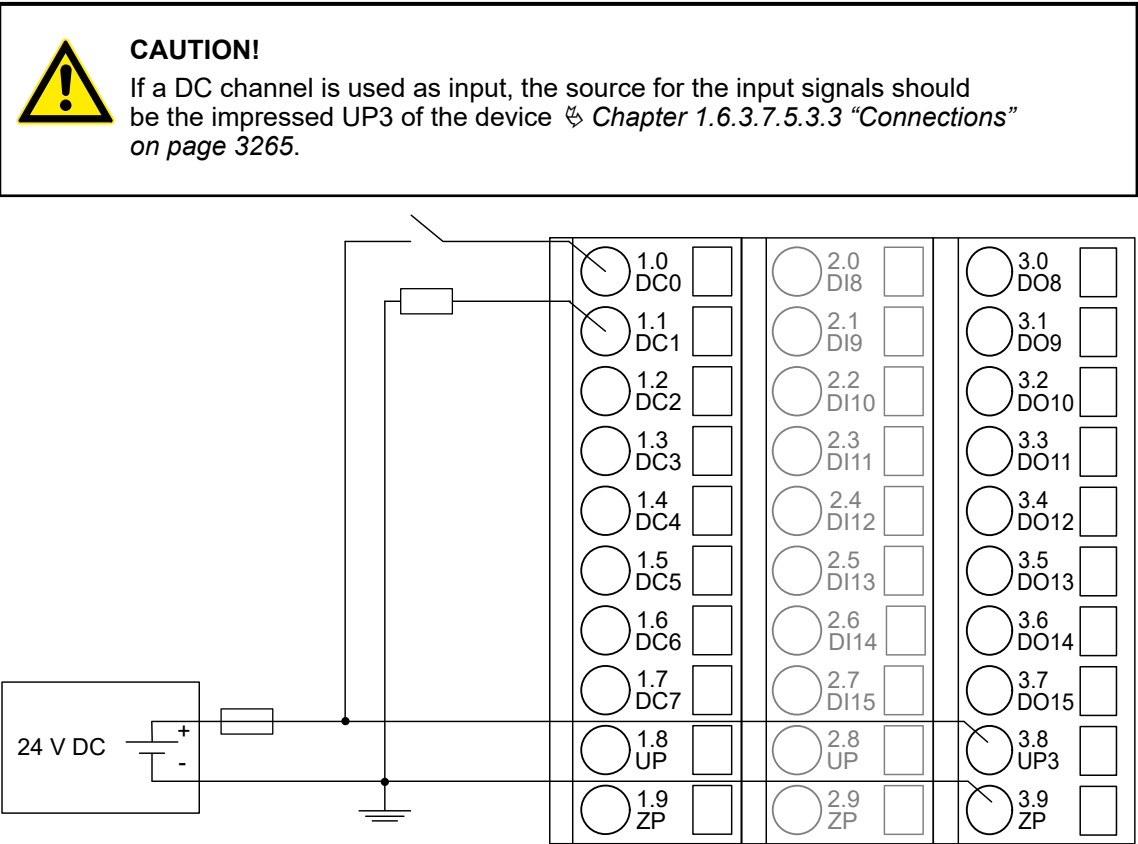 CAUTION!
If a DC channel is used as input, the source for the input signals should
be the impressed UP3 of the device ↳ Chapter 1.6.3.7.5.3.3 “Connections”
on page 3265.
1.0
DC0
2.0
DI8
3.0
DO8
1.1
DC1
2.1
DI9
3.1
DO9
1.2
DC2
2.2
DI10
3.2
DO10
1.3
DC3
2.3
DI11
3.3
DO11
1.4
DC4
2.4
DI12
3.4
DO12
1.5
DC5
2.5
DI13
3.5
DO13
1.6
DC6
2.6
DI14
3.6
DO14
1.7
DC7
2.7
DI15
3.7
DO15
24 V DC
+
-
1.8
UP
2.8
UP
3.8
UP3
1.9
ZP
2.9
ZP
3.9
ZP